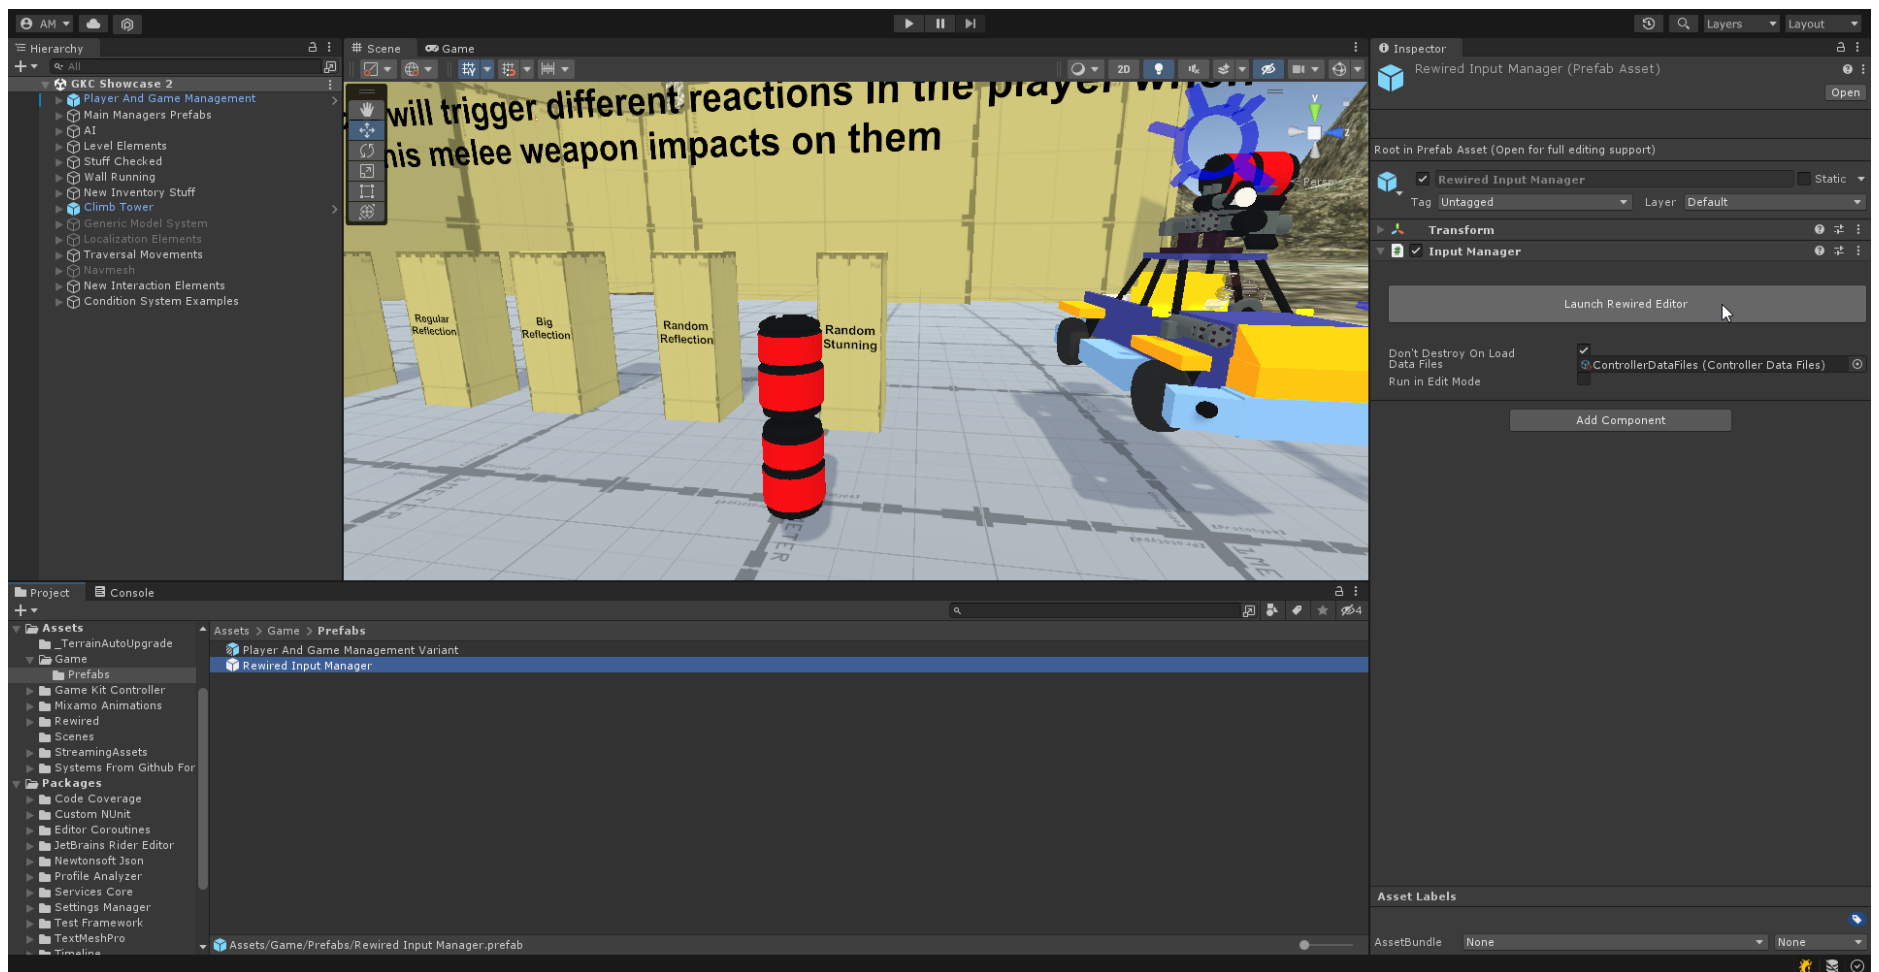 AM
Layers
Layout
Hierarchy
All
GKC Showcase 2
Player And Game Management
Main Managers Prefabs
AI
Level Elements
Stuff Checked
Wall Running
New Inventory Stuff
Climb Tower
Generic Model System
Localization Elements
Traversal Movements
Navmesh
New Interaction Elements
Condition System Examples
Scene
Game
2D
will trigger different reactions in the player when
his melee weapon impacts on them
y
z
Persp
Regular
Reflection
Big
Reflection
Random
Reflection
Random
Stunning
Inspector
Rewired Input Manager (Prefab Asset)
Open
Root in Prefab Asset (Open for full editing support)
Rewired Input Manager
Static
Tag Untagged
Layer Default
Transform
Input Manager
Launch Rewired Editor
Don't Destroy On Load
Data Files
ControllerDataFiles (Controller Data Files)
Run in Edit Mode
Add Component
Asset Labels
AssetBundle None None
Project
Console
4
Assets
_TerrainAutoUpgrade
Game
Prefabs
Game Kit Controller
Mixamo Animations
Rewired
Scenes
StreamingAssets
Systems From Github For
Packages
Code Coverage
Custom NUnit
Editor Coroutines
JetBrains Rider Editor
Newtonsoft Json
Profile Analyzer
Services Core
Settings Manager
Test Framework
TextMeshPro
Timeline
Assets > Game > Prefabs
Player And Game Management Variant
Rewired Input Manager
Assets/Game/Prefabs/Rewired Input Manager.prefab